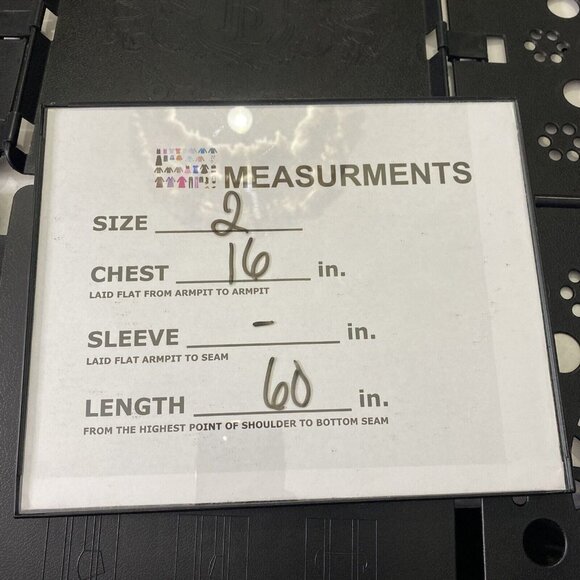 MEASURMENTS
SIZE 2
CHEST 16 in.
LAID FLAT FROM ARMPIT TO ARMPIT
SLEEVE - in.
LAID FLAT ARMPIT TO SEAM
LENGTH 60 in.
FROM THE HIGHEST POINT OF SHOULDER TO BOTTOM SEAM